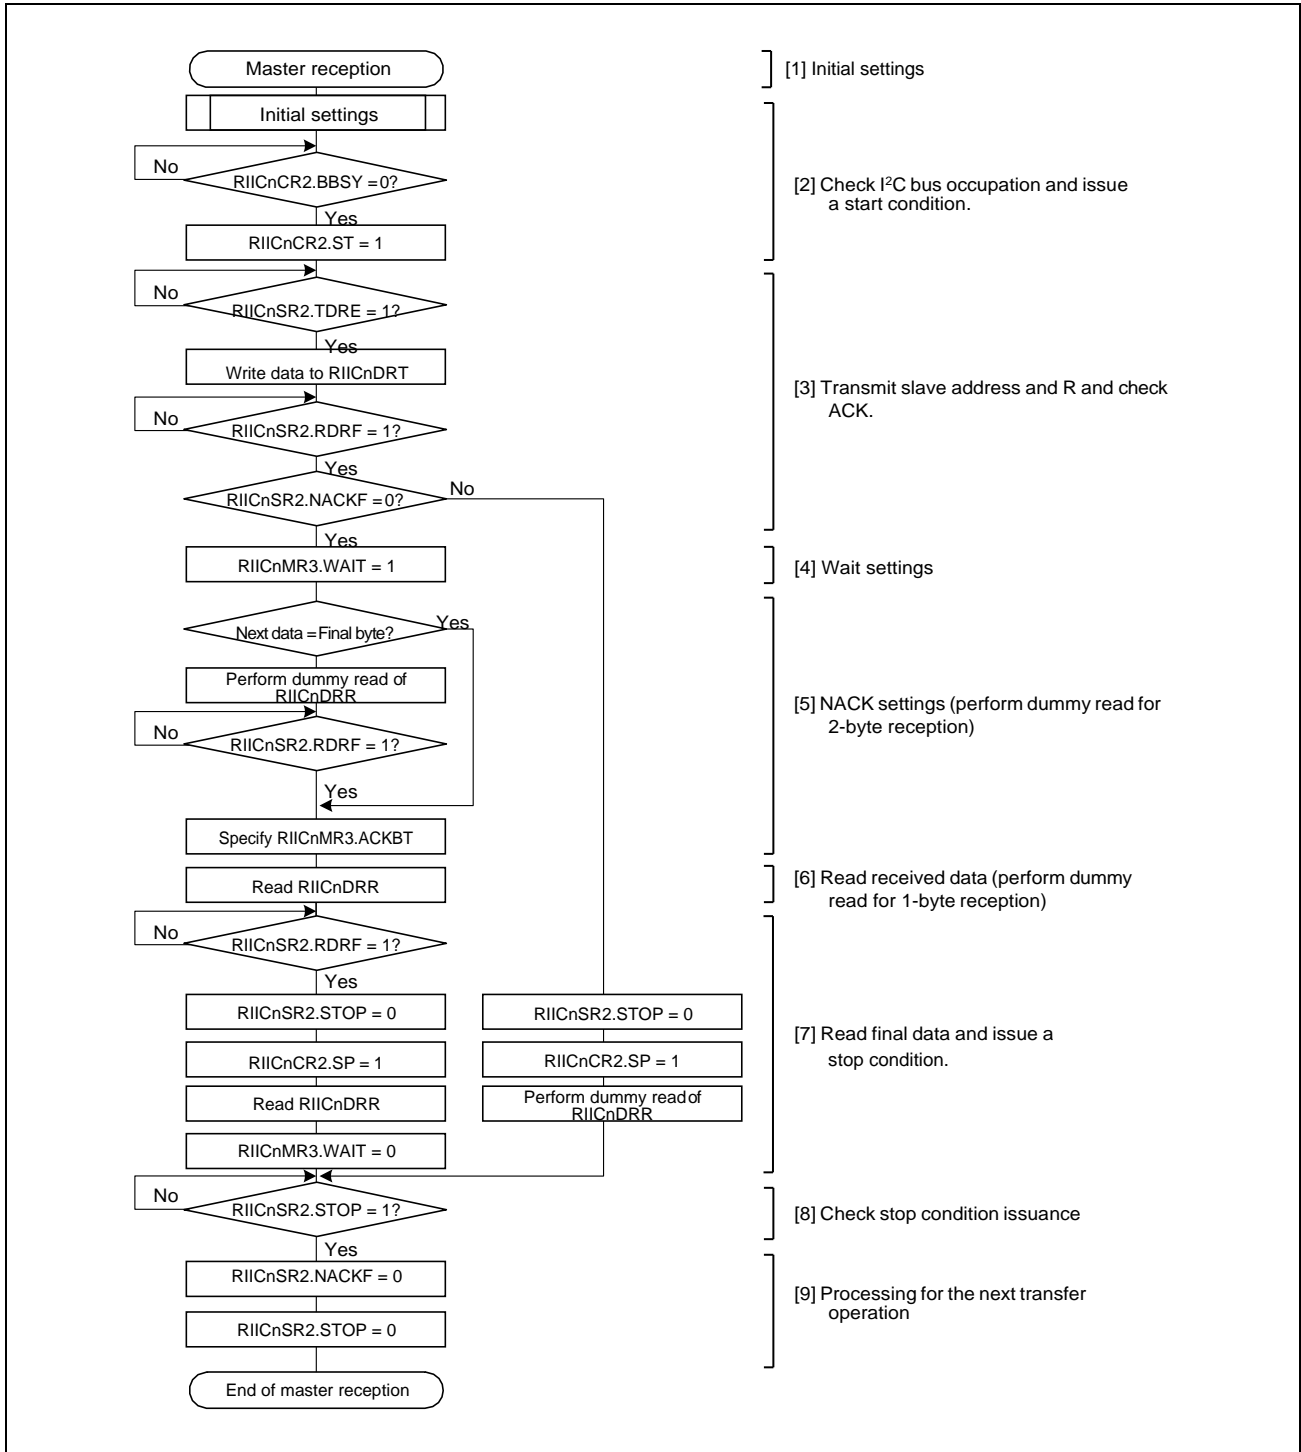 Master reception
[1] Initial settings
Initial settings
No
RIICnCR2.BBSY = 0?
[2] Check I²C bus occupation and issue
a start condition.
Yes
RIICnCR2.ST = 1
No
RIICnSR2.TDRE = 1?
Yes
Write data to RIICnDRT
[3] Transmit slave address and R and check
ACK.
No
RIICnSR2.RDRF = 1?
Yes
RIICnSR2.NACKF = 0?
No
Yes
RIICnMR3.WAIT = 1
[4] Wait settings
Next data = Final byte?
Yes
Perform dummy read of
RIICnDRR
[5] NACK settings (perform dummy read for
2-byte reception)
No
RIICnSR2.RDRF = 1?
Yes
Specify RIICnMR3.ACKBT
Read RIICnDRR
[6] Read received data (perform dummy
read for 1-byte reception)
No
RIICnSR2.RDRF = 1?
Yes
RIICnSR2.STOP = 0
RIICnSR2.STOP = 0
[7] Read final data and issue a
stop condition.
RIICnCR2.SP = 1
RIICnCR2.SP = 1
Read RIICnDRR
Perform dummy read of
RIICnDRR
RIICnMR3.WAIT = 0
No
RIICnSR2.STOP = 1?
[8] Check stop condition issuance
Yes
RIICnSR2.NACKF = 0
[9] Processing for the next transfer
operation
RIICnSR2.STOP = 0
End of master reception